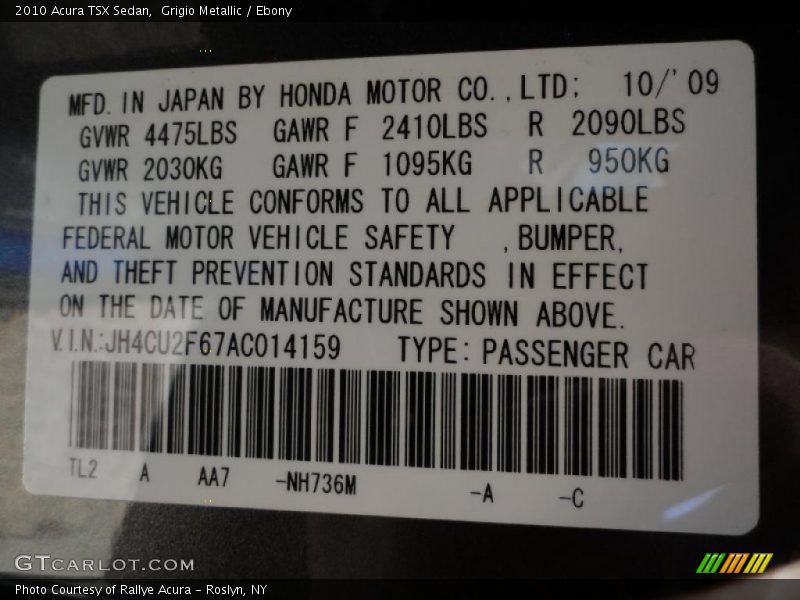 2010 Acura TSX Sedan, Grigio Metallic / Ebony
MFD. IN JAPAN BY HONDA MOTOR CO., LTD; 10/'09
GVWR 4475LBS GAWR F 2410LBS R 2090LBS
GVWR 2030KG GAWR F 1095KG R 950KG
THIS VEHICLE CONFORMS TO ALL APPLICABLE
FEDERAL MOTOR VEHICLE SAFETY , BUMPER,
AND THEFT PREVENTION STANDARDS IN EFFECT
ON THE DATE OF MANUFACTURE SHOWN ABOVE.
V.I.N.:JH4CU2F67AC014159 TYPE: PASSENGER CAR
TL2 A AA7 -NH736M -A -C
GTCARLOT.COM
Photo Courtesy of Rallye Acura - Roslyn, NY